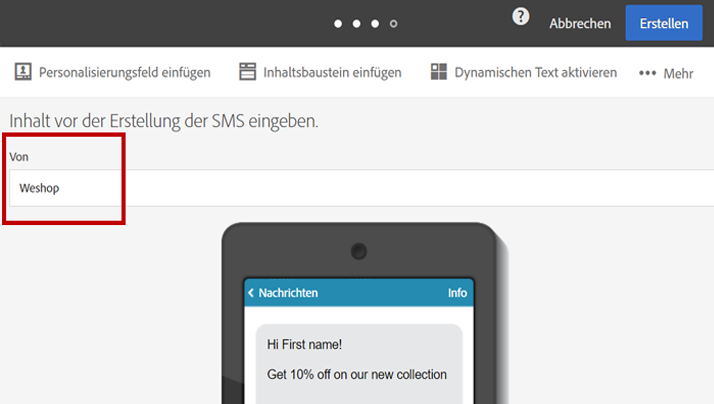 ? Abbrechen Erstellen
Personalisierungsfeld einfügen Inhaltsbaustein einfügen Dynamischen Text aktivieren ••• Mehr
Inhalt vor der Erstellung der SMS eingeben.
Von
Weshop
< Nachrichten Info
Hi First name!
Get 10% off on our new collection